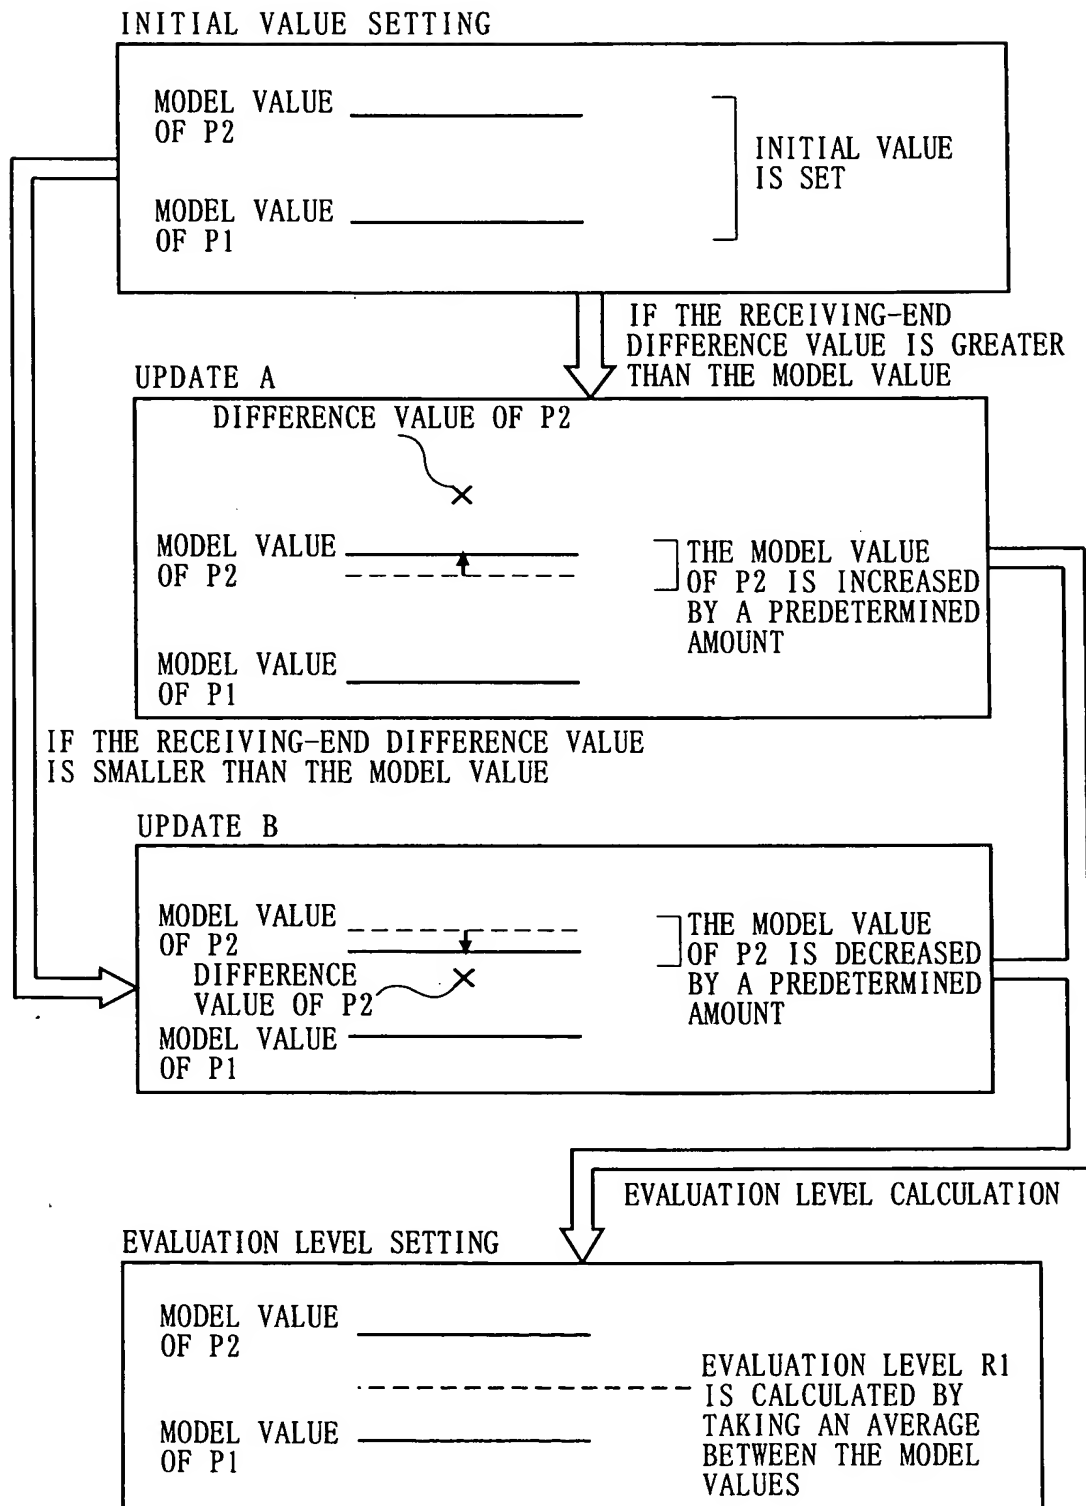 INITIAL VALUE SETTING
MODEL VALUE
OF P2
INITIAL VALUE
IS SET
MODEL VALUE
OF P1
IF THE RECEIVING-END
DIFFERENCE VALUE IS GREATER
THAN THE MODEL VALUE
UPDATE A
DIFFERENCE VALUE OF P2
MODEL VALUE
OF P2
THE MODEL VALUE
OF P2 IS INCREASED
BY A PREDETERMINED
AMOUNT
MODEL VALUE
OF P1
IF THE RECEIVING-END DIFFERENCE VALUE
IS SMALLER THAN THE MODEL VALUE
UPDATE B
MODEL VALUE
OF P2
THE MODEL VALUE
OF P2 IS DECREASED
BY A PREDETERMINED
AMOUNT
DIFFERENCE
VALUE OF P2
MODEL VALUE
OF P1
EVALUATION LEVEL CALCULATION
EVALUATION LEVEL SETTING
MODEL VALUE
OF P2
EVALUATION LEVEL R1
IS CALCULATED BY
TAKING AN AVERAGE
BETWEEN THE MODEL
VALUES
MODEL VALUE
OF P1